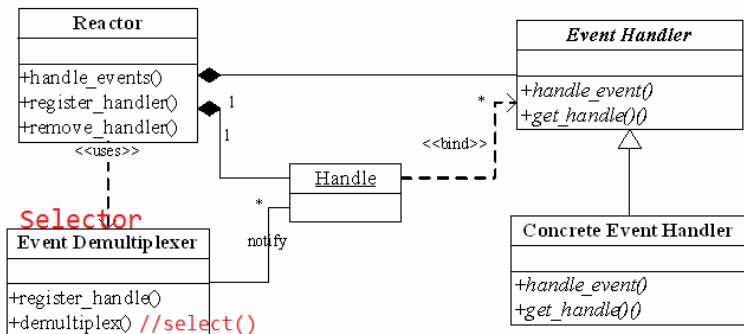 Reactor
+handle_events()
+register_handler()
+remove_handler()
<<uses>>
1
1
Event Handler
+handle_event()
+get_handle()()
*
<<bind>>
Handle
*
notify
Selector
Event Demultiplexer
+register_handle()
+demultiplex() //select()
Concrete Event Handler
+handle_event()
+get_handle()()